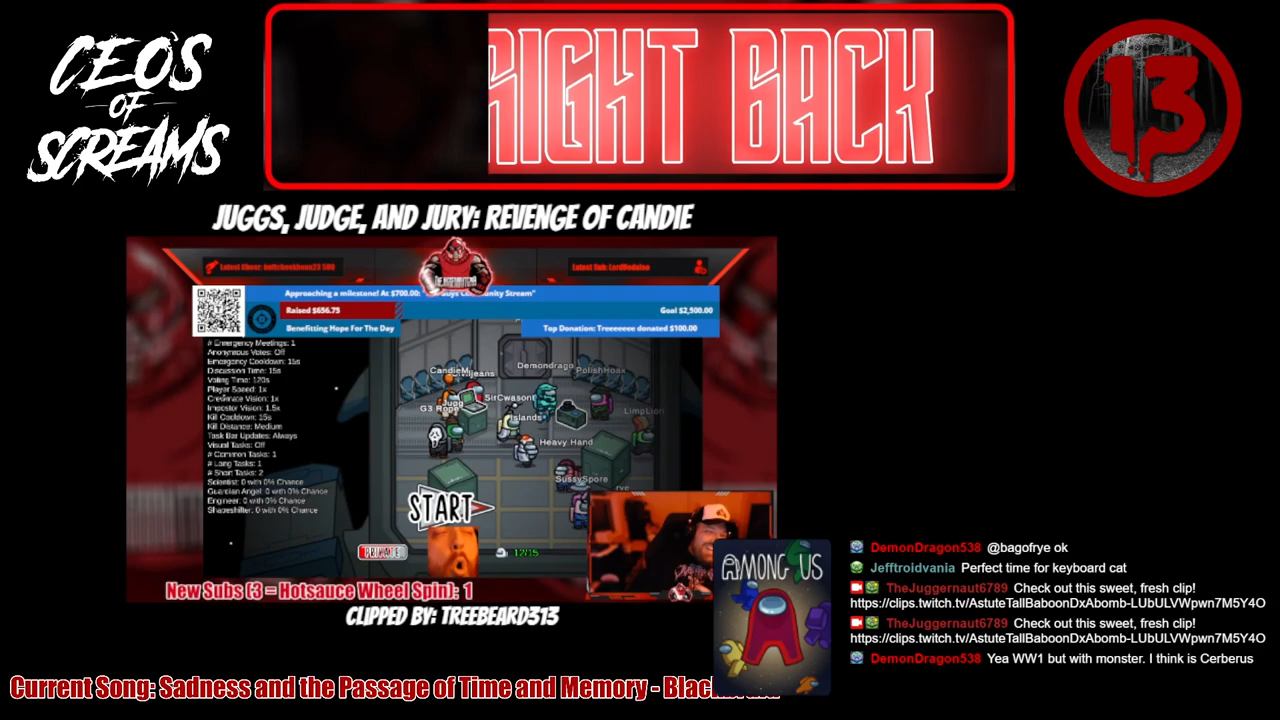 CEO'S
OF
SCREAMS
RIGHT BACK
13
JUGGS, JUDGE, AND JURY: REVENGE OF CANDIE
Approaching a milestone! At $700.00:
Raised $656.75
Goal $2,500.00
Benefitting Hope For The Day
Top Donation: Treeeeeee donated $100.00
# Emergency Meetings: 1
Anonymous Votes: Off
Emergency Cooldown: 15s
Discussion Time: 15s
Voting Time: 120s
Player Speed: 1x
Crewmate Vision: 1x
Impostor Vision: 1.5x
Kill Cooldown: 15s
Kill Distance: Medium
Task Bar Updates: Always
Visual Tasks: Off
# Common Tasks: 1
# Long Tasks: 1
# Short Tasks: 2
Scientist: 0 with 0% Chance
Guardian Angel: 0 with 0% Chance
Engineer: 0 with 0% Chance
Shapeshifter: 0 with 0% Chance
Demondrago
PolishHoax
SirCwason
LimpLion
G3 Rope
Islands
Heavy Hand
SussySpore
START
PRIVATE
12/15
New Subs (3 = Hotsauce Wheel Spin): 1
CLIPPED BY: TREEBEARD313
AMONG US
DemonDragon538 @bagofrye ok
Jefftroidvania Perfect time for keyboard cat
TheJuggernaut6789 Check out this sweet, fresh clip!
https://clips.twitch.tv/AstuteTallBaboonDxAbomb-LUbULVWpwn7M5Y4O
TheJuggernaut6789 Check out this sweet, fresh clip!
https://clips.twitch.tv/AstuteTallBaboonDxAbomb-LUbULVWpwn7M5Y4O
DemonDragon538 Yea WW1 but with monster. I think is Cerberus
Current Song: Sadness and the Passage of Time and Memory -